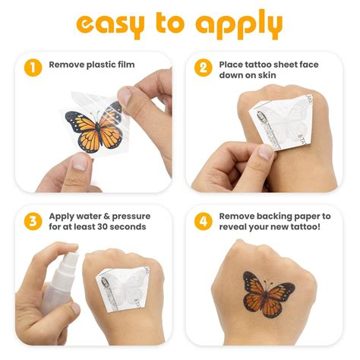 easy to apply
1 Remove plastic film
2 Place tattoo sheet face
down on skin
3 Apply water & pressure
for at least 30 seconds
4 Remove backing paper to
reveal your new tattoo!